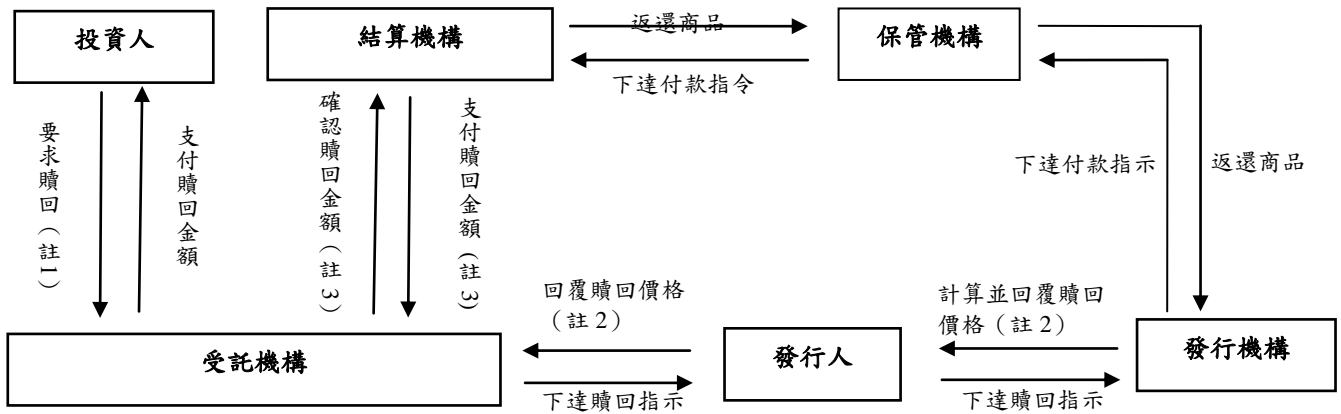 投資人
結算機構
返還商品
下達付款指令
保管機構
要求贖回（註1）
支付贖回金額
確認贖回金額（註3）
支付贖回金額（註3）
下達付款指示
返還商品
回覆贖回價格
（註2）
計算並回覆贖回
價格（註2）
受託機構
發行人
發行機構
下達贖回指示
下達贖回指示